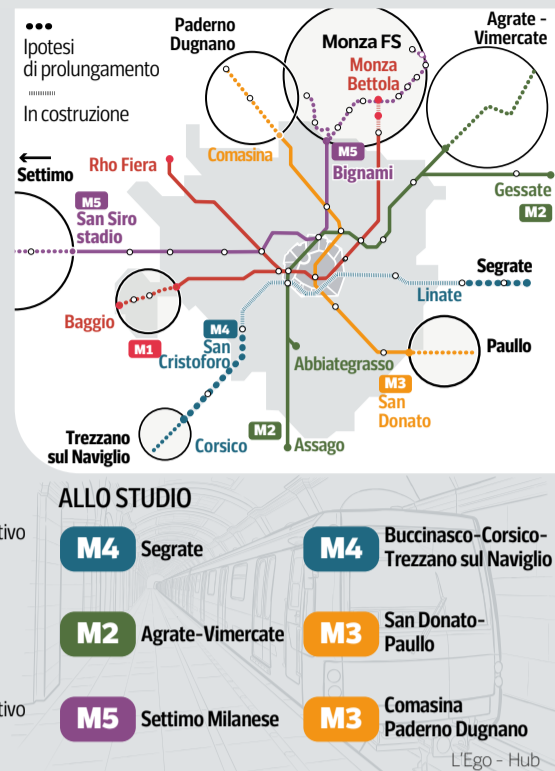 Ipotesi
di prolungamento
In costruzione
Paderno
Dugnano
Monza FS
Monza
Bettola
Agrate -
Vimercate
Comasina
M5
Bignami
Rho Fiera
Settimo
M5
San Siro
stadio
Gessate
M2
Segrate
Linate
Baggio
M1
M4
San
Cristoforo
Abbiategrasso
Paullo
M3
San
Donato
M2
Assago
Trezzano
sul Naviglio
Corsico
ALLO STUDIO
tivo
M4 Segrate
M4 Buccinasco-Corsico-
Trezzano sul Naviglio
M2 Agrate-Vimercate
M3 San Donato-
Paullo
tivo
M5 Settimo Milanese
M3 Comasina
Paderno Dugnano
L'Ego - Hub